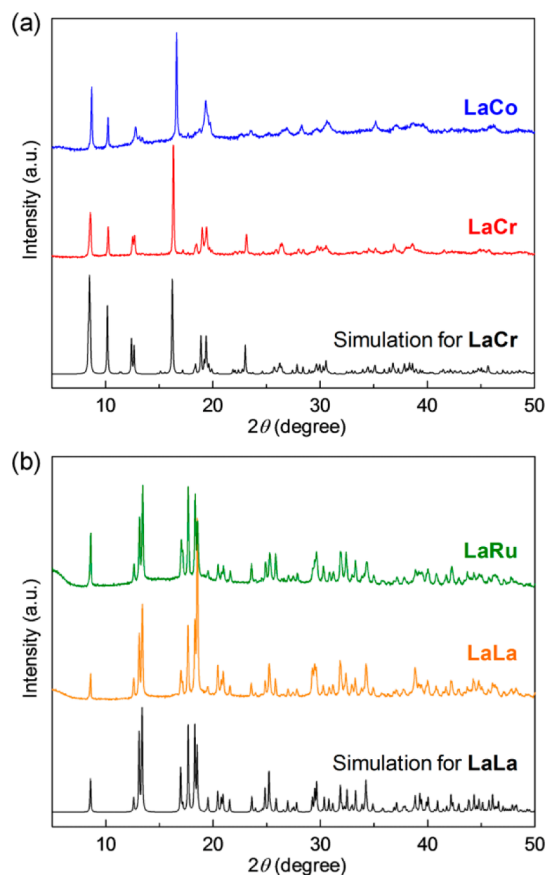 (a)
LaCo
LaCr
Simulation for LaCr
Intensity (a.u.)
10 20 30 40 50
2θ (degree)
(b)
LaRu
LaLa
Simulation for LaLa
Intensity (a.u.)
10 20 30 40 50
2θ (degree)